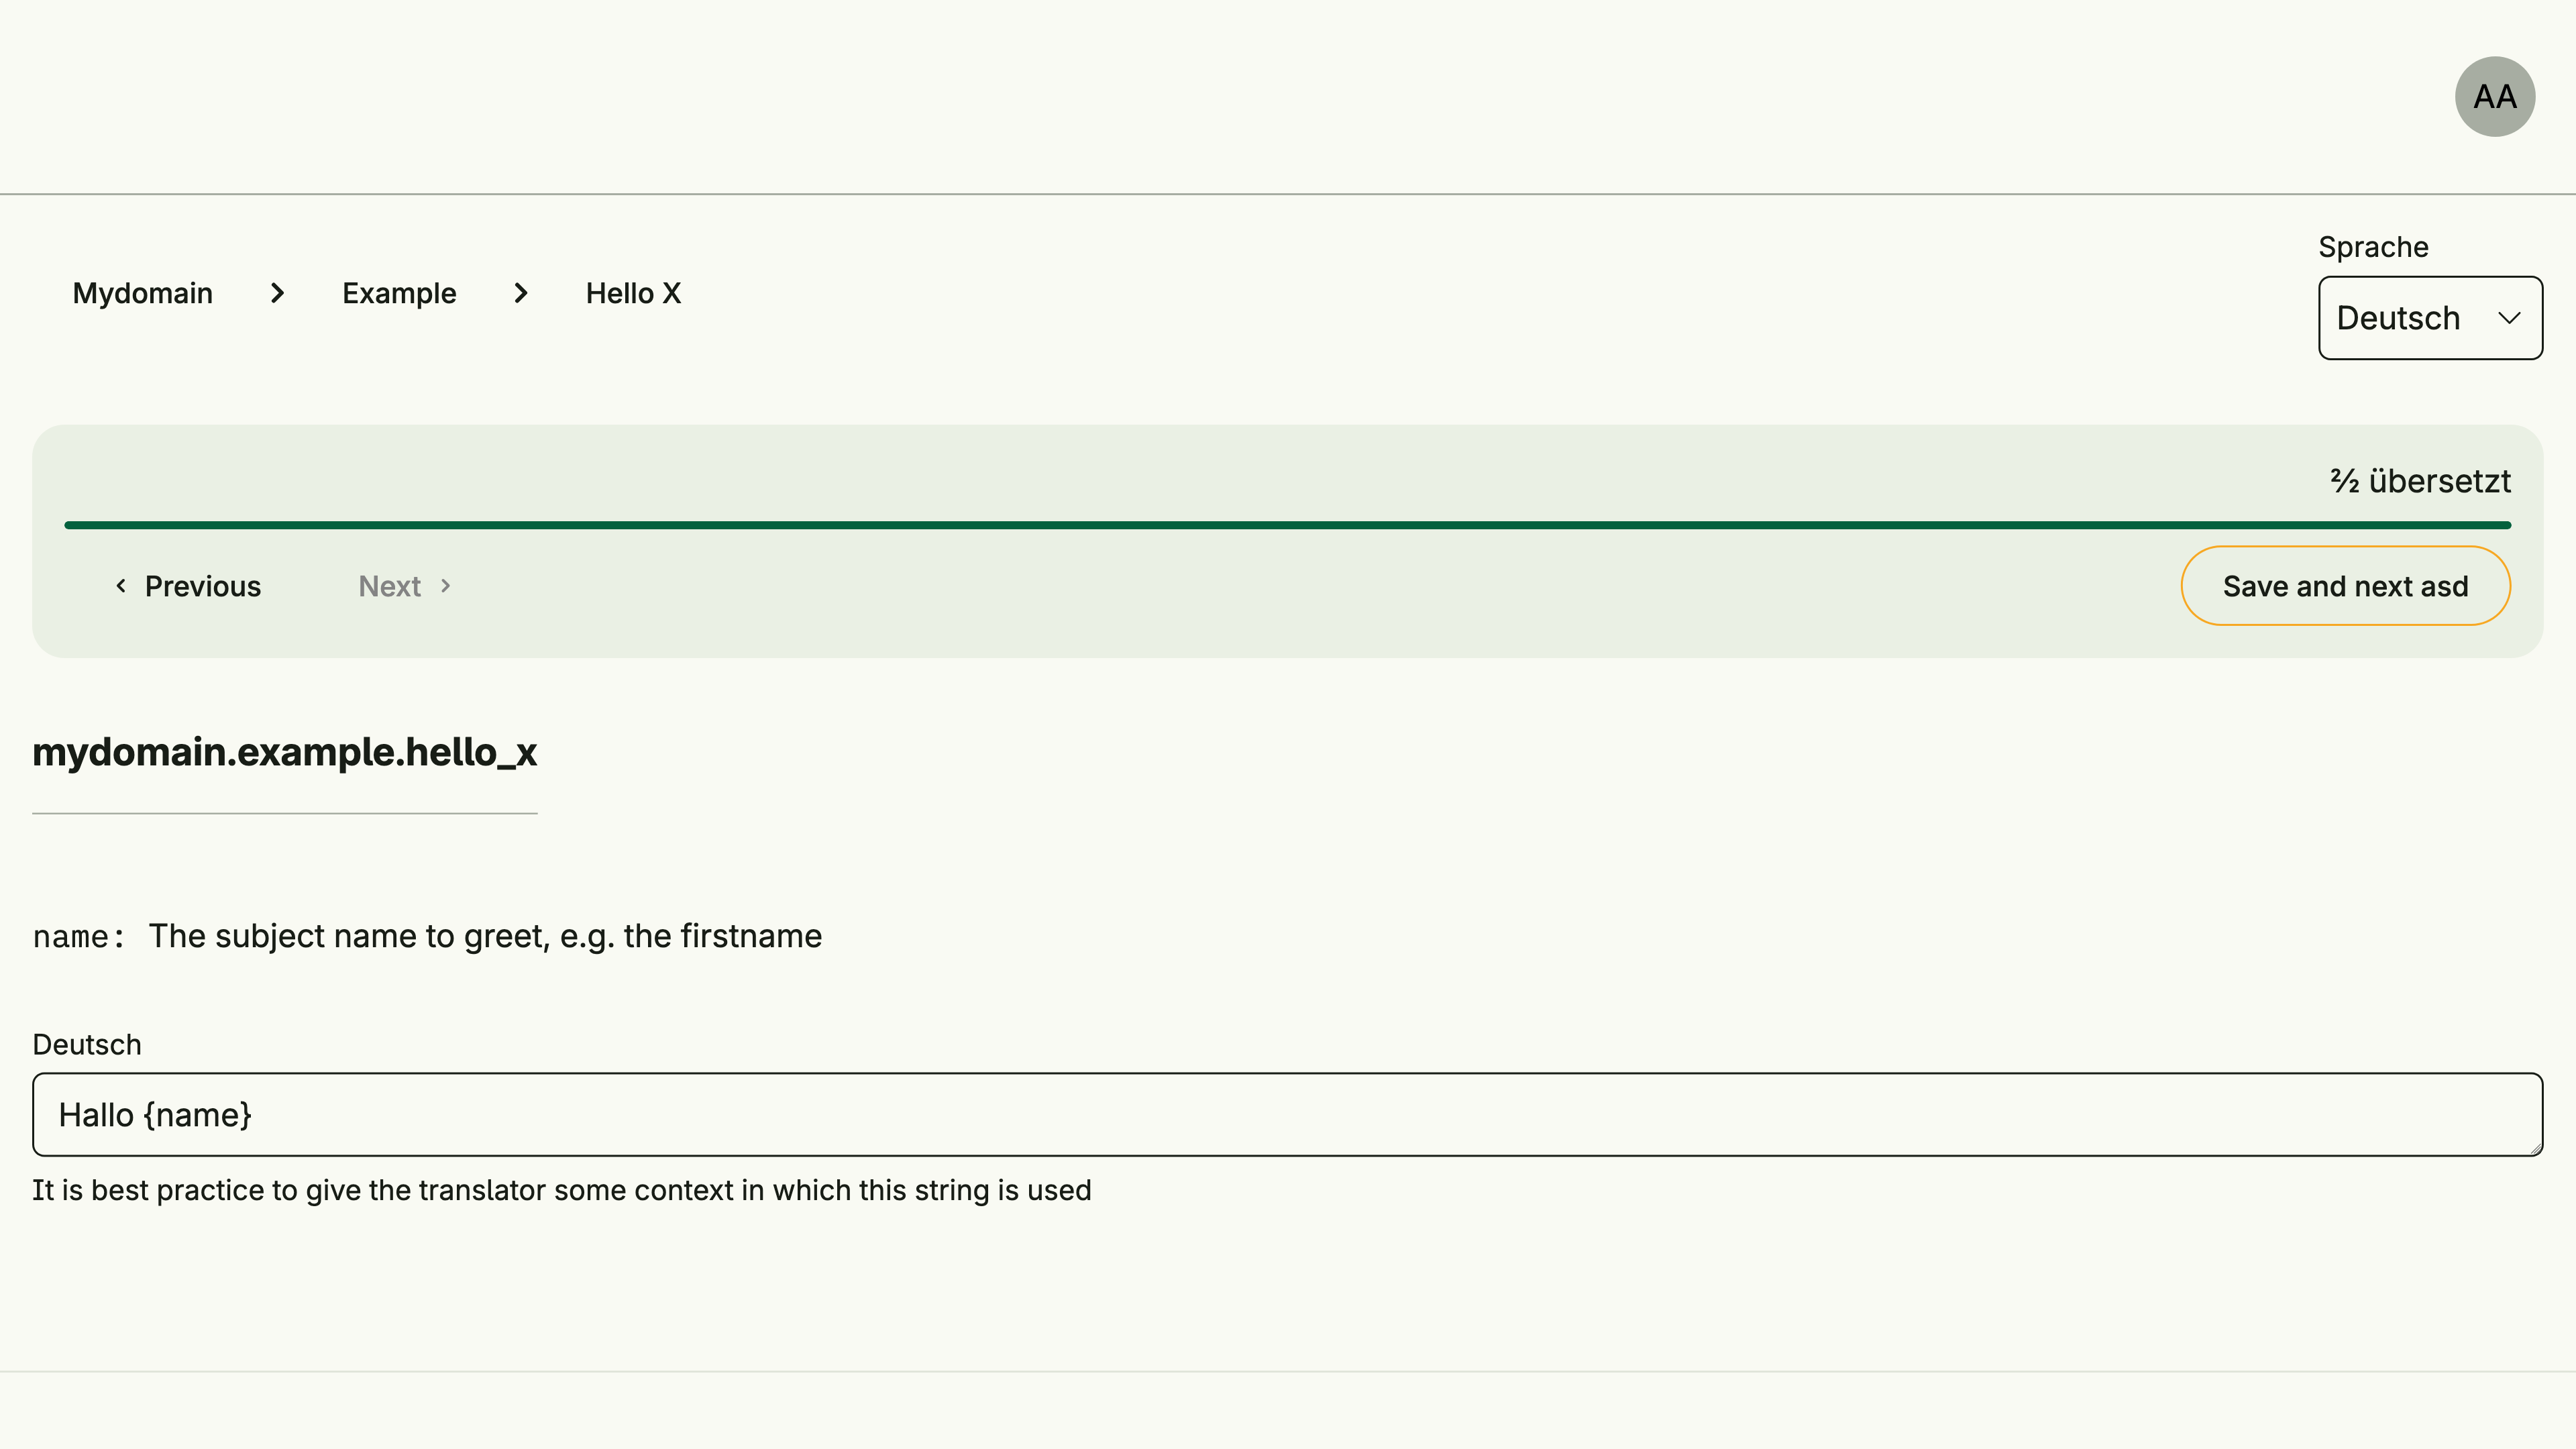 AA
Mydomain > Example > Hello X
Sprache
Deutsch
2⁄2 übersetzt
‹ Previous Next ›
Save and next asd
mydomain.example.hello_x
name: The subject name to greet, e.g. the firstname
Deutsch
Hallo {name}
It is best practice to give the translator some context in which this string is used